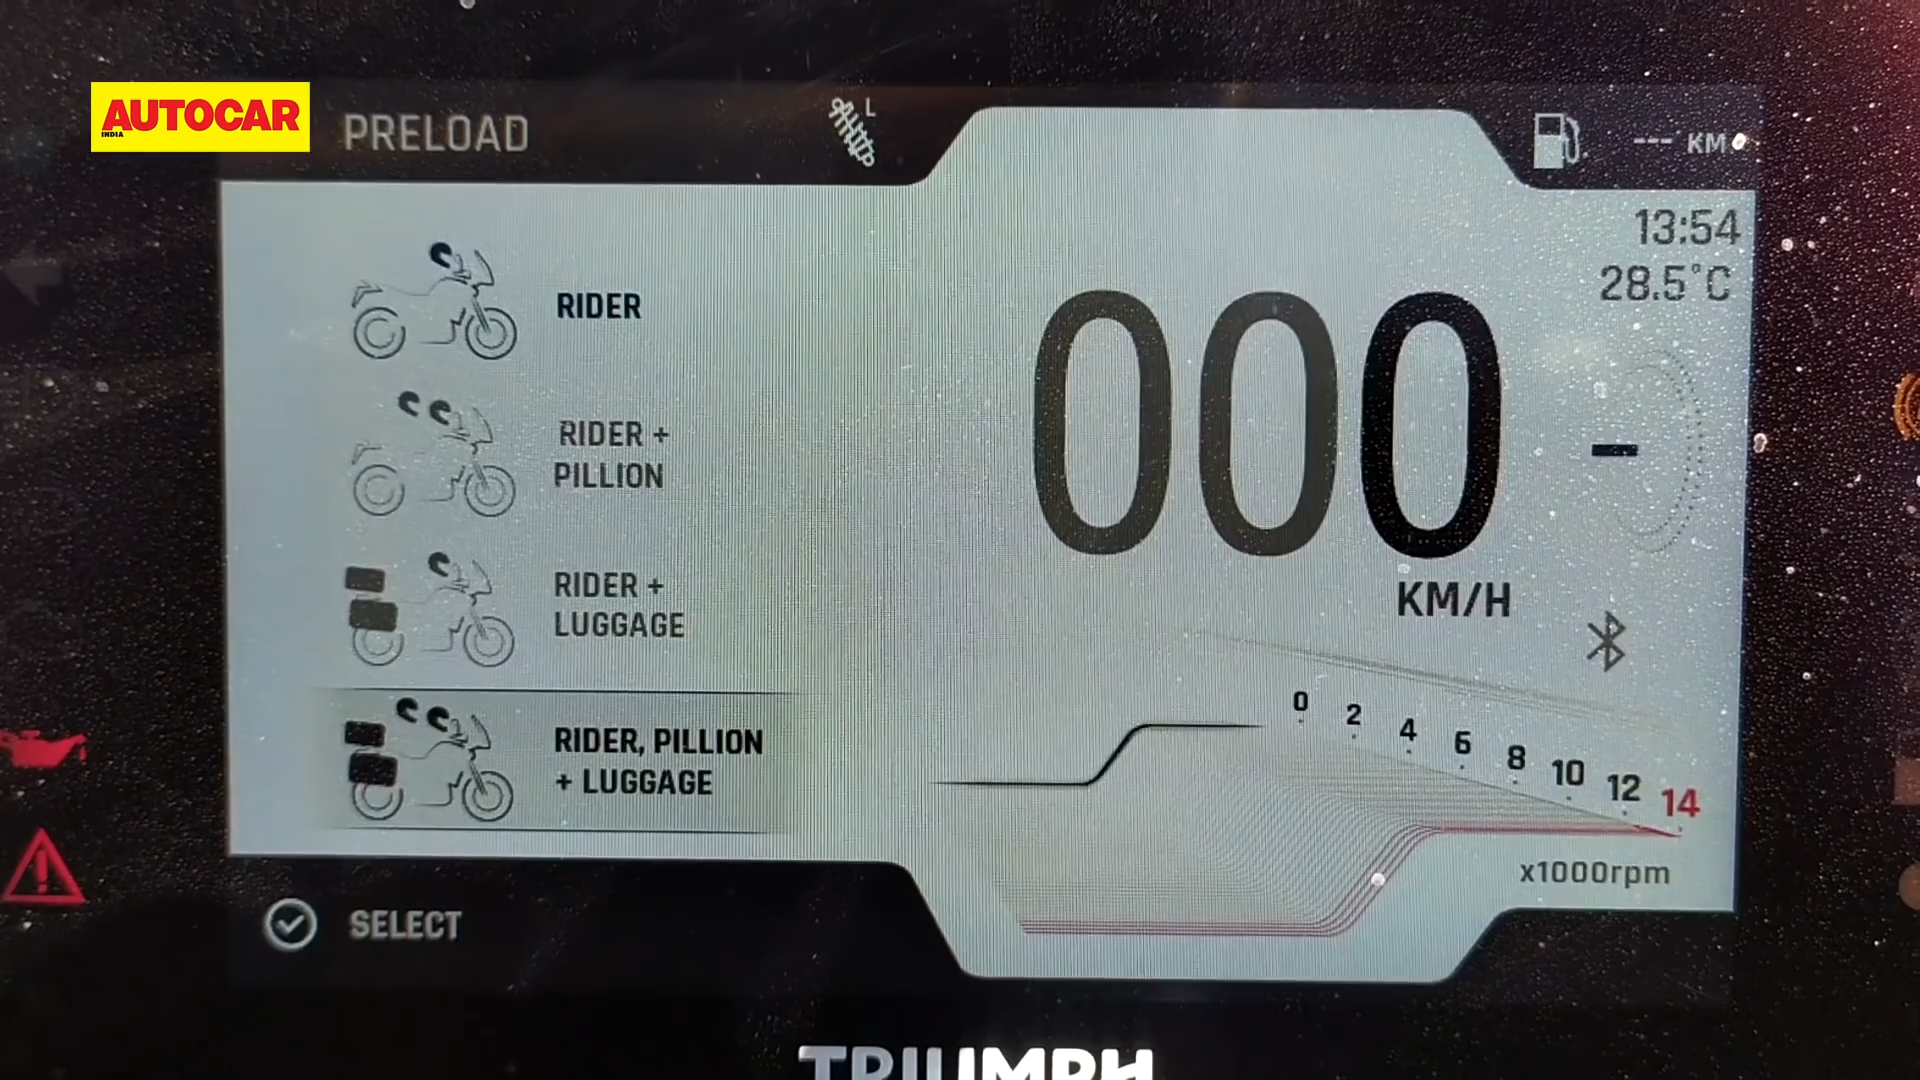 AUTOCAR
INDIA
PRELOAD
L
--- KM
13:54
28.5°C
RIDER
RIDER +
PILLION
RIDER +
LUGGAGE
RIDER, PILLION
+ LUGGAGE
000
-
KM/H
0 2 4 6 8 10 12 14
x1000rpm
SELECT
TRIUMPH